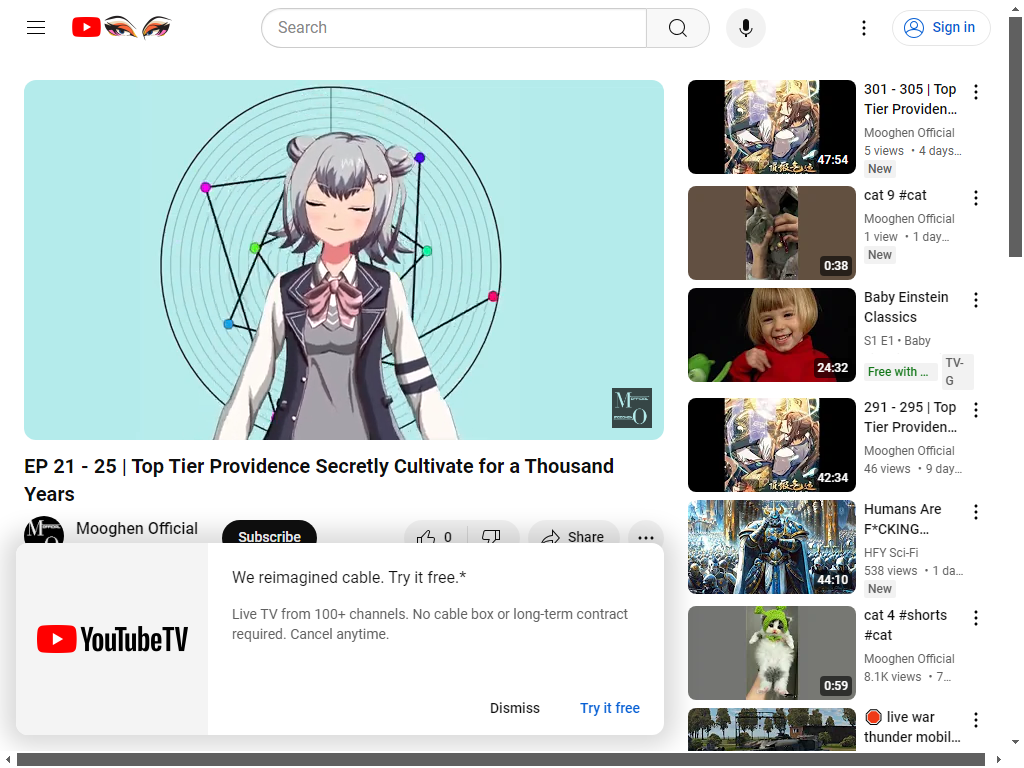 Search
Sign in
M OFFICIAL
MOOGHEN O
EP 21 - 25 | Top Tier Providence Secretly Cultivate for a Thousand
Years
Mooghen Official
Subscribe
0
Share
We reimagined cable. Try it free.*
Live TV from 100+ channels. No cable box or long-term contract
required. Cancel anytime.
YouTubeTV
Dismiss
Try it free
47:54
301 - 305 | Top
Tier Providen...
Mooghen Official
5 views • 4 days...
New
0:38
cat 9 #cat
Mooghen Official
1 view • 1 day...
New
24:32
Baby Einstein
Classics
S1 E1 • Baby
Free with ...
TV-
G
42:34
291 - 295 | Top
Tier Providen...
Mooghen Official
46 views • 9 day...
44:10
Humans Are
F*CKING...
HFY Sci-Fi
538 views • 1 da...
New
0:59
cat 4 #shorts
#cat
Mooghen Official
8.1K views • 7...
live war
thunder mobil...